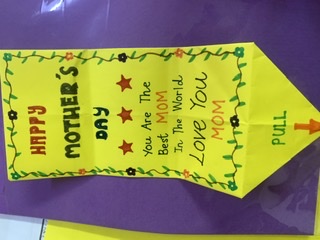 HAPPY
MOTHER'S
DAY
You Are The
Best MOM
In The World
Love You
MOM
PULL